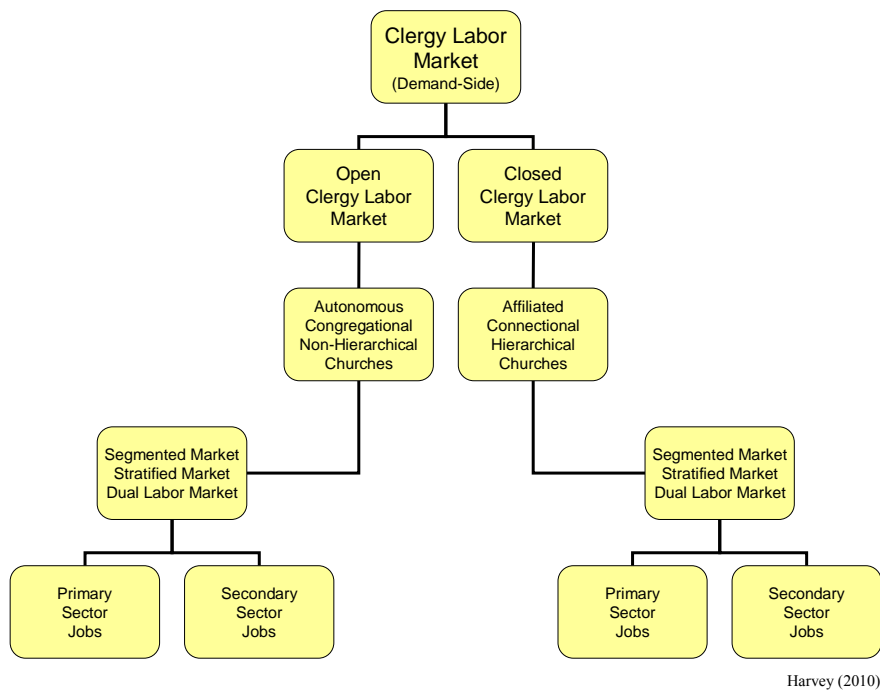 Clergy Labor
Market
(Demand-Side)
Open
Clergy Labor
Market
Closed
Clergy Labor
Market
Autonomous
Congregational
Non-Hierarchical
Churches
Affiliated
Connectional
Hierarchical
Churches
Segmented Market
Stratified Market
Dual Labor Market
Segmented Market
Stratified Market
Dual Labor Market
Primary
Sector
Jobs
Secondary
Sector
Jobs
Primary
Sector
Jobs
Secondary
Sector
Jobs
Harvey (2010)